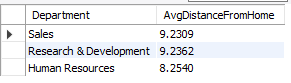 Department AvgDistanceFromHome
Sales 9.2309
Research & Development 9.2362
Human Resources 8.2540